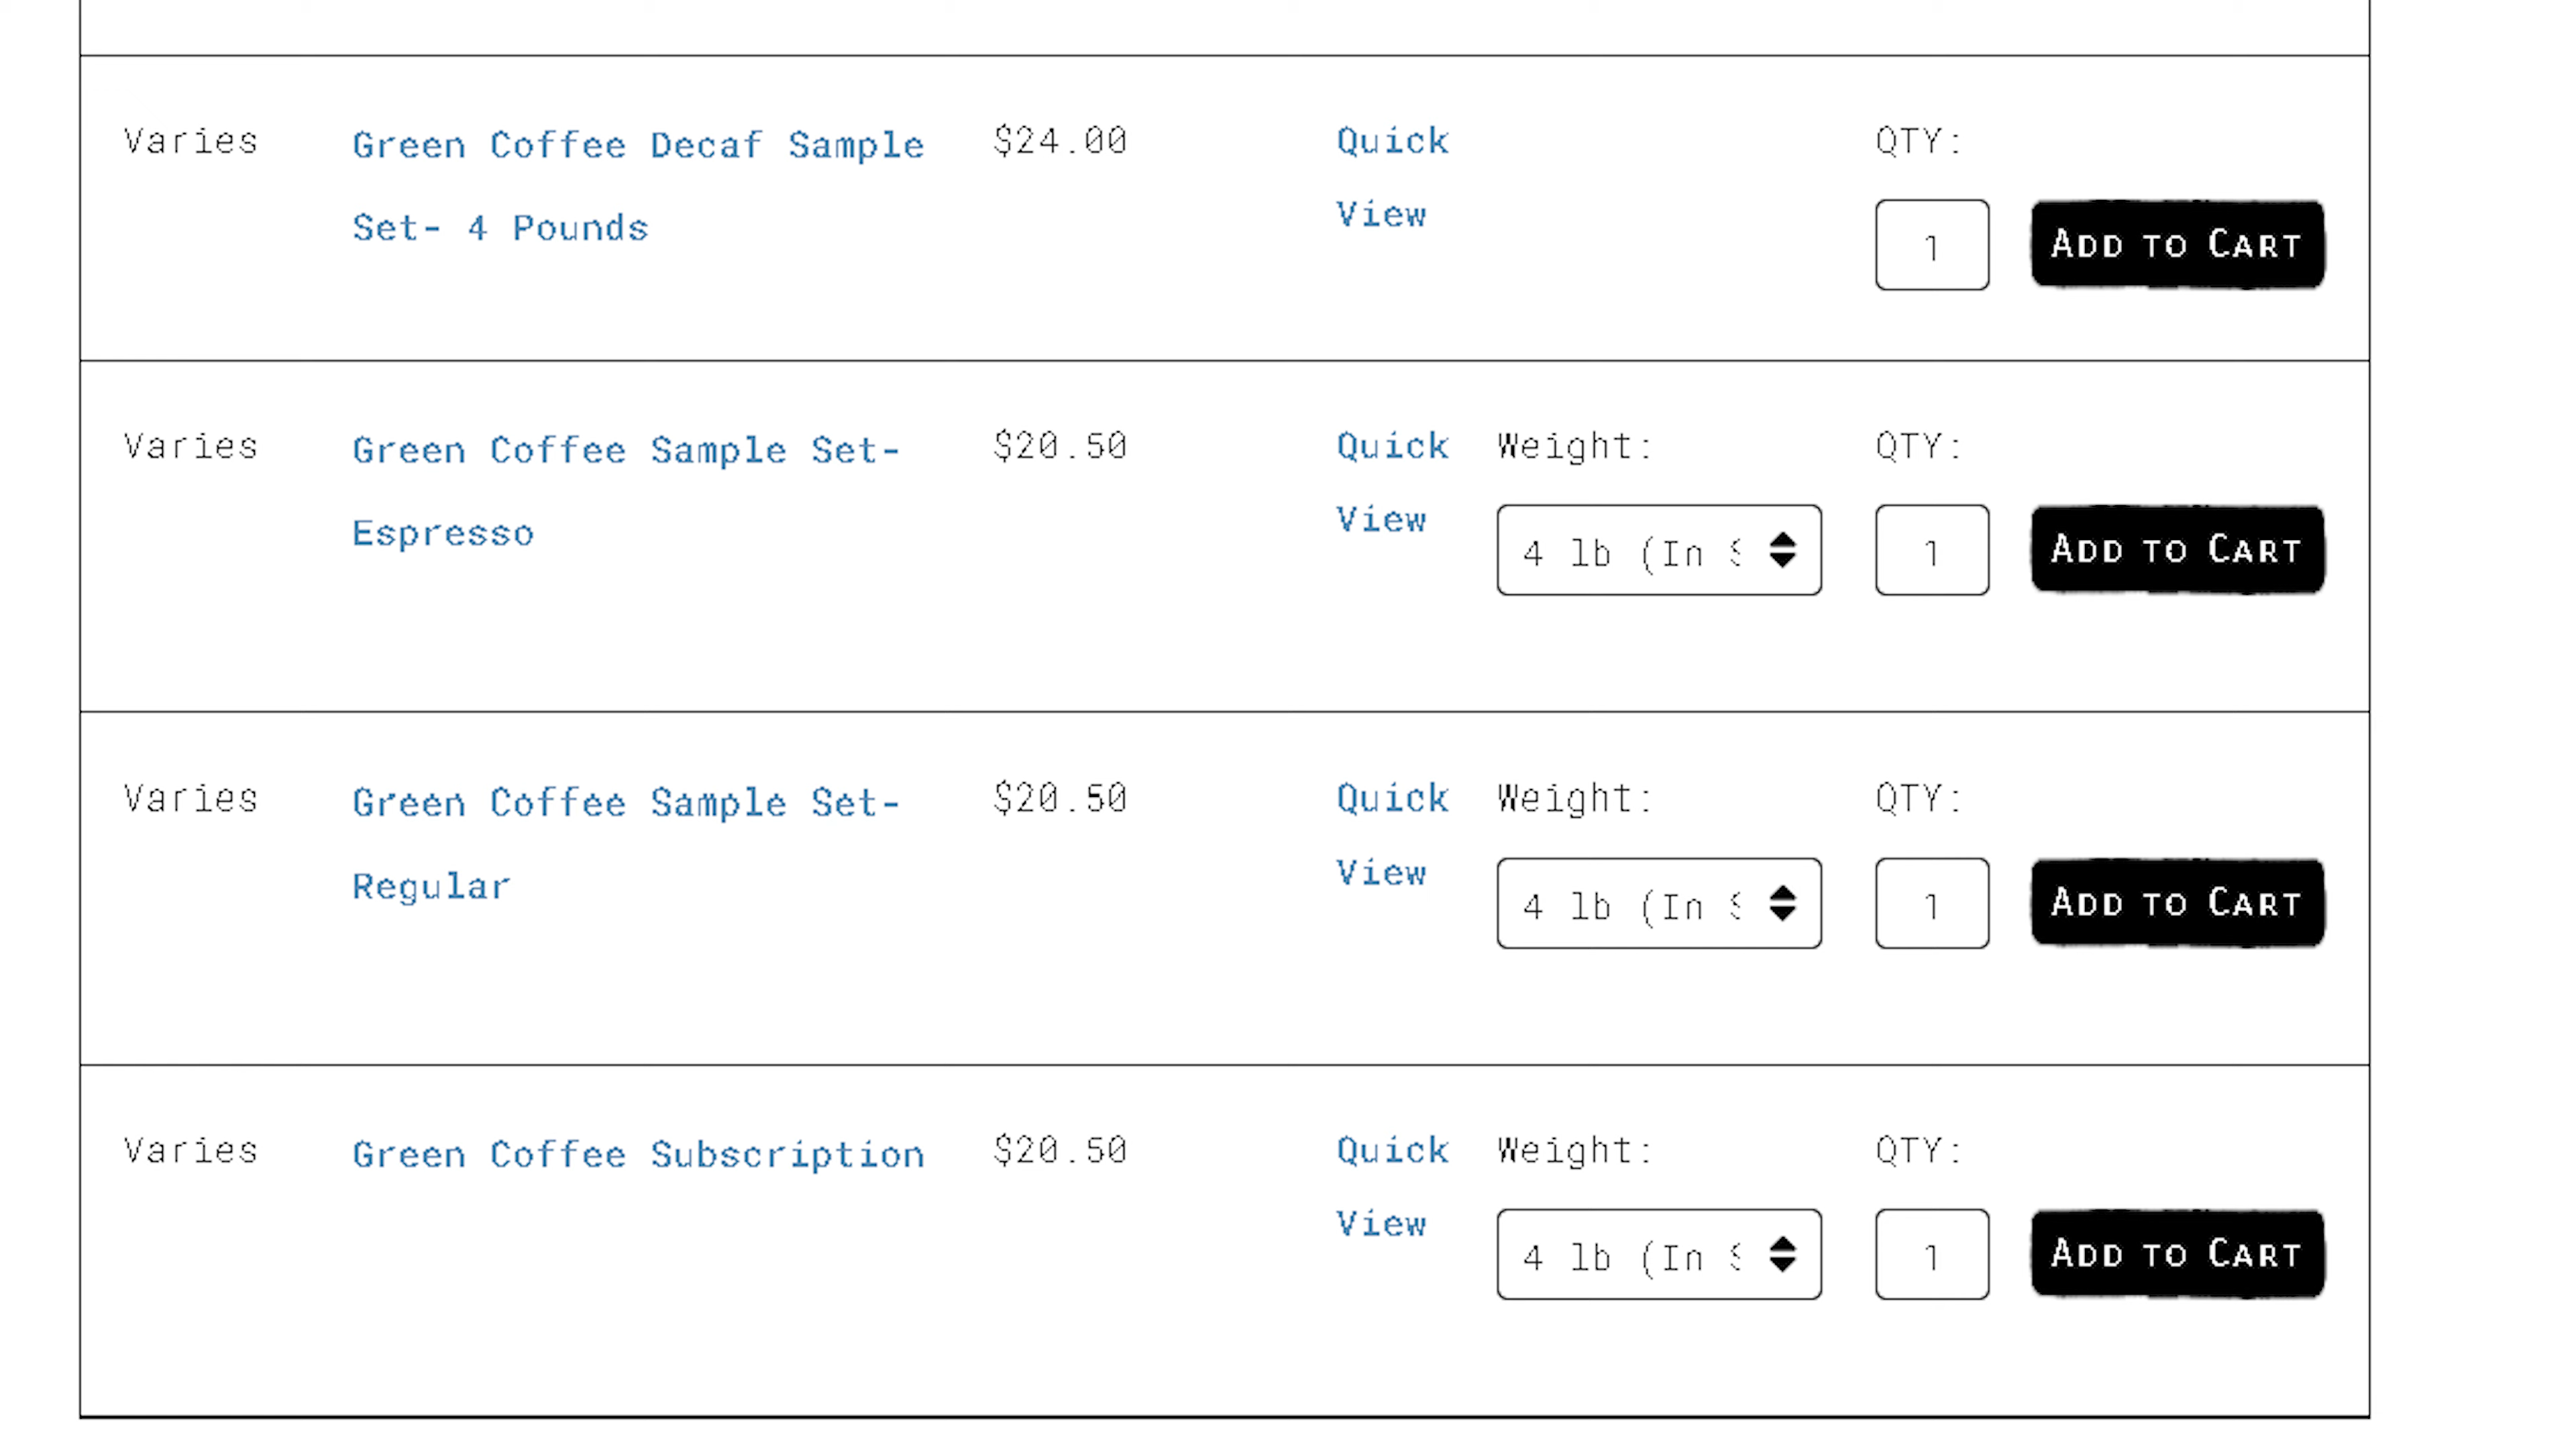 Varies Green Coffee Decaf Sample $24.00 Quick QTY:
Set- 4 Pounds View 1 ADD TO CART
Varies Green Coffee Sample Set- $20.50 Quick Weight: QTY:
Espresso View 4 lb (In 1 ADD TO CART
Varies Green Coffee Sample Set- $20.50 Quick Weight: QTY:
Regular View 4 lb (In 1 ADD TO CART
Varies Green Coffee Subscription $20.50 Quick Weight: QTY:
View 4 lb (In 1 ADD TO CART